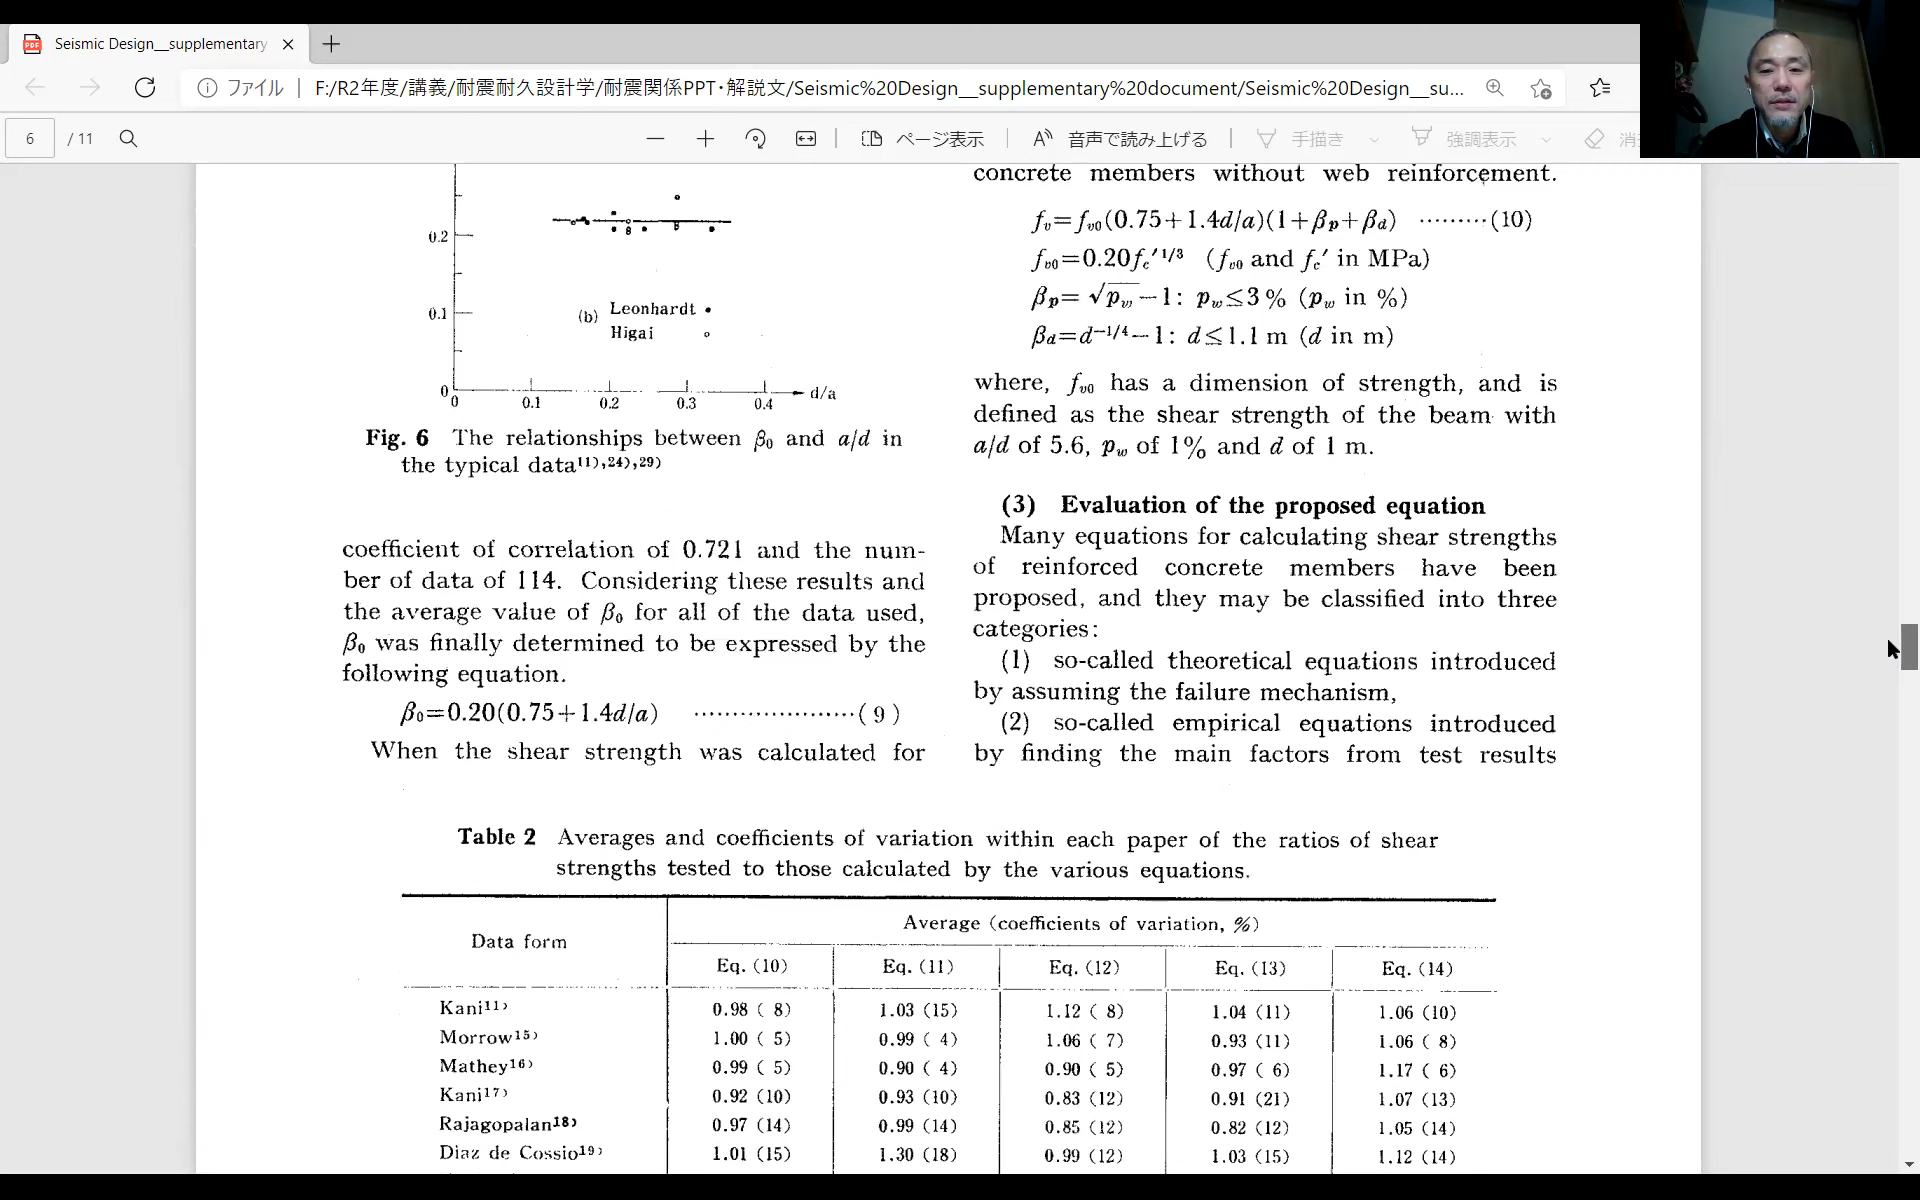 Seismic Design__supplementary
ファイル F:/R2年度/講義/耐震耐久設計学/耐震関係PPT・解説文/Seismic%20Design__supplementary%20document/Seismic%20Design__su...
6 / 11 ページ表示 音声で読み上げる 手描き 強調表示
0.2
0.1
(b) Leonhardt •
Higai ∘
0
0 0.1 0.2 0.3 0.4 d/a
Fig. 6 The relationships between β₀ and a/d in
the typical data¹¹⁾,²⁴⁾,²⁹⁾
coefficient of correlation of 0.721 and the num-
ber of data of 114. Considering these results and
the average value of β₀ for all of the data used,
β₀ was finally determined to be expressed by the
following equation.
β₀=0.20(0.75+1.4d/a) ·····················( 9 )
When the shear strength was calculated for
concrete members without web reinforcement.
fᵥ=fᵥ₀(0.75+1.4d/a)(1+βₚ+β_d) ·········(10)
fᵥ₀=0.20f_c′¹/³ (fᵥ₀ and f_c′ in MPa)
βₚ=√p_w−1: p_w≤3% (p_w in %)
β_d=d⁻¹/⁴−1: d≤1.1 m (d in m)
where, fᵥ₀ has a dimension of strength, and is
defined as the shear strength of the beam with
a/d of 5.6, p_w of 1% and d of 1 m.
(3) Evaluation of the proposed equation
Many equations for calculating shear strengths
of reinforced concrete members have been
proposed, and they may be classified into three
categories:
(1) so-called theoretical equations introduced
by assuming the failure mechanism,
(2) so-called empirical equations introduced
by finding the main factors from test results
Table 2 Averages and coefficients of variation within each paper of the ratios of shear
strengths tested to those calculated by the various equations.
Data form Average (coefficients of variation, %)
Eq. (10) Eq. (11) Eq. (12) Eq. (13) Eq. (14)
Kani¹¹⁾ 0.98 ( 8) 1.03 (15) 1.12 ( 8) 1.04 (11) 1.06 (10)
Morrow¹⁵⁾ 1.00 ( 5) 0.99 ( 4) 1.06 ( 7) 0.93 (11) 1.06 ( 8)
Mathey¹⁶⁾ 0.99 ( 5) 0.90 ( 4) 0.90 ( 5) 0.97 ( 6) 1.17 ( 6)
Kani¹⁷⁾ 0.92 (10) 0.93 (10) 0.83 (12) 0.91 (21) 1.07 (13)
Rajagopalan¹⁸⁾ 0.97 (14) 0.99 (14) 0.85 (12) 0.82 (12) 1.05 (14)
Diaz de Cossio¹⁹⁾ 1.01 (15) 1.30 (18) 0.99 (12) 1.03 (15) 1.12 (14)